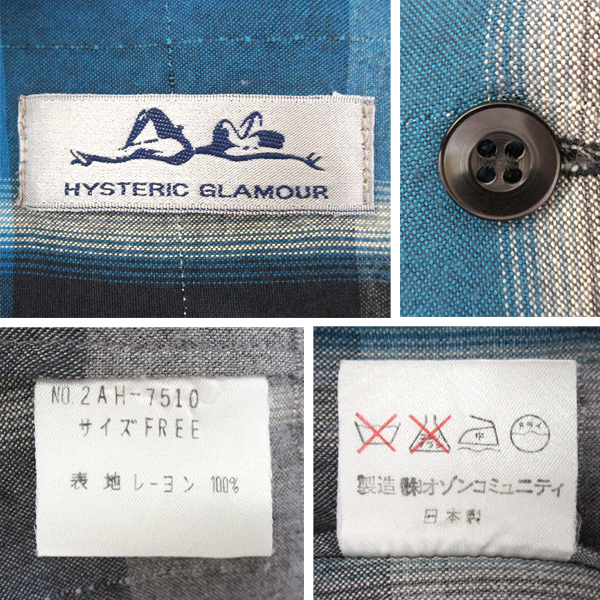 HYSTERIC GLAMOUR
NO.2AH-7510
サイズFREE
表地レーヨン 100%
中
ドライ
製造 ㈱オゾンコミュニティ
日本製